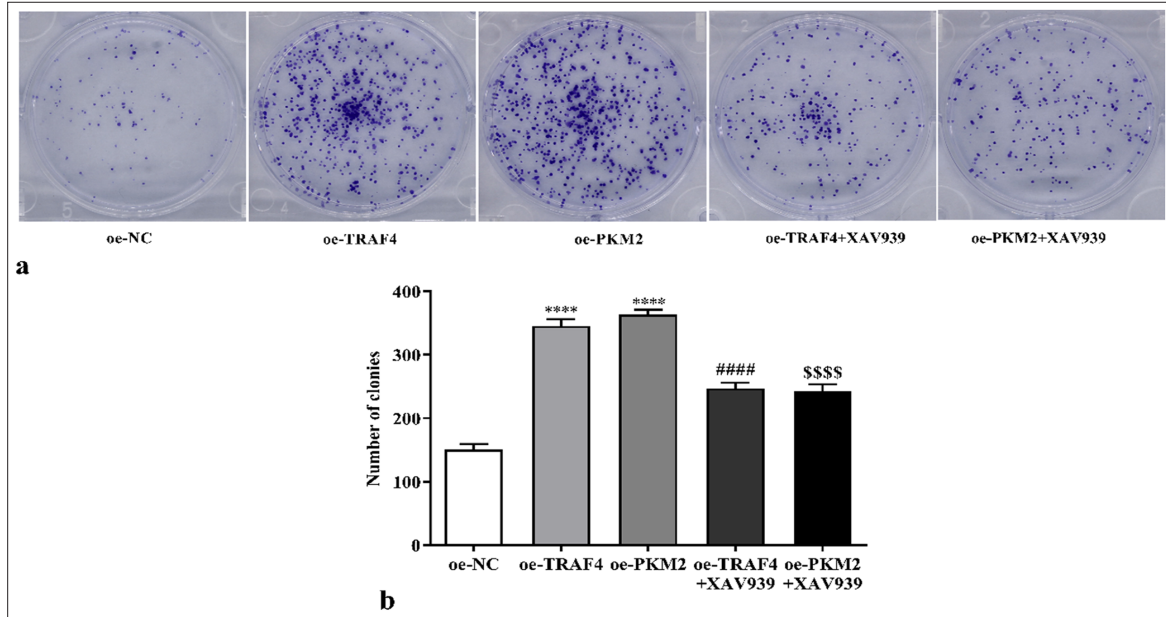 oe-NC
oe-TRAF4
oe-PKM2
oe-TRAF4+XAV939
oe-PKM2+XAV939
a
400
300
200
100
0
Number of clonies
****
****
####
$$$$
oe-NC
oe-TRAF4
oe-PKM2
oe-TRAF4
+XAV939
oe-PKM2
+XAV939
b